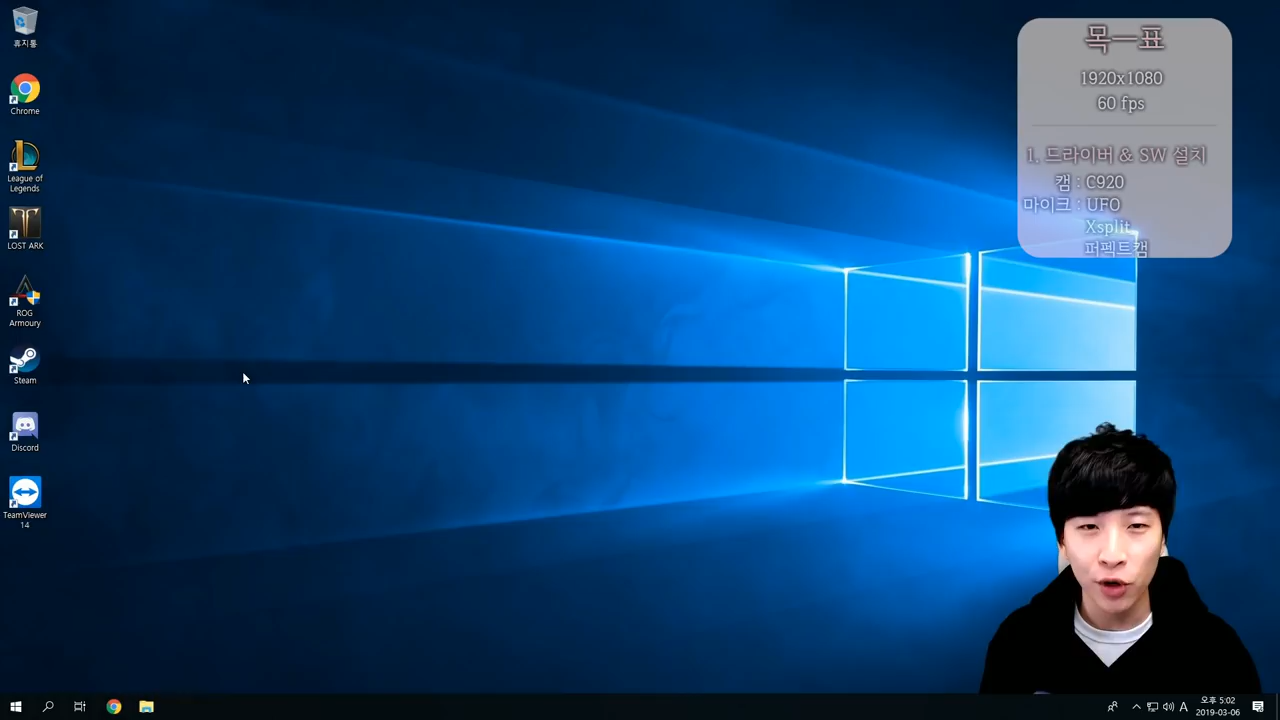 휴지통
Chrome
League of
Legends
LOST ARK
ROG
Armoury
Steam
Discord
TeamViewer
14
목—표
1920x1080
60 fps
1. 드라이버 & SW 설치
캠 : C920
마이크 : UFO
Xsplit
퍼펙트캠
A
오후 5:02
2019-03-06